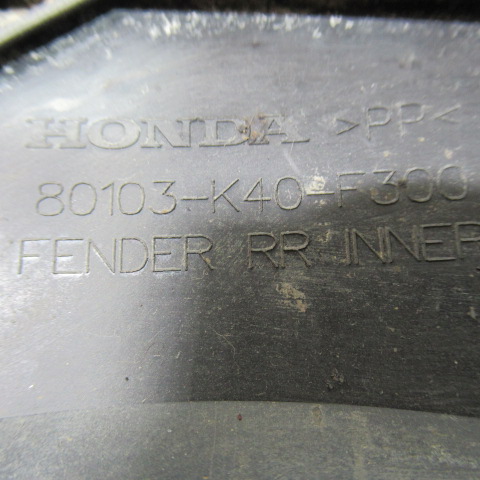 HONDA >PP<
80103-K40-F300
FENDER RR INNER